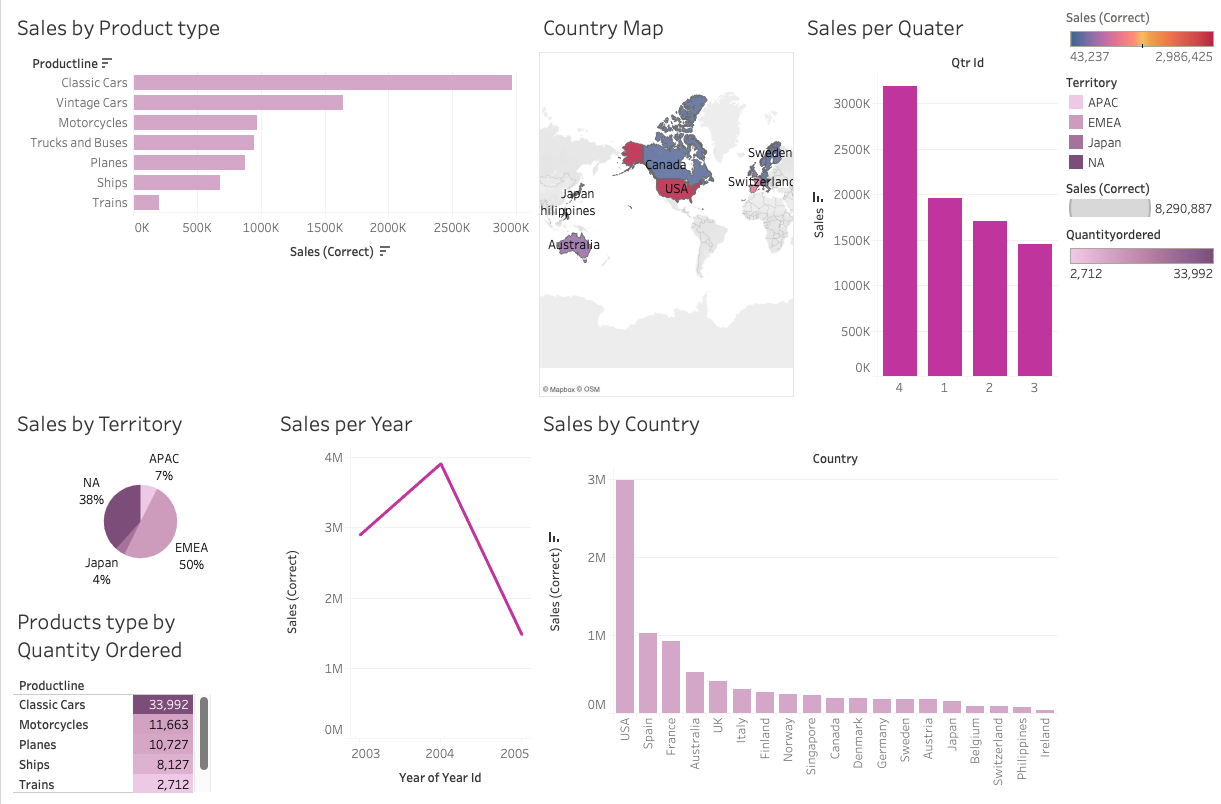 Sales by Product type
Productline
Classic Cars
Vintage Cars
Motorcycles
Trucks and Buses
Planes
Ships
Trains
0K 500K 1000K 1500K 2000K 2500K 3000K
Sales (Correct)
Country Map
Sweden
Canada
Switzerland
USA
Japan
hilippines
Australia
© Mapbox © OSM
Sales per Quater
Qtr Id
3000K
2500K
2000K
1500K
1000K
500K
0K
Sales
4 1 2 3
Sales (Correct)
43,237 2,986,425
Territory
APAC
EMEA
Japan
NA
Sales (Correct)
8,290,887
Quantityordered
2,712 33,992
Sales by Territory
APAC
7%
NA
38%
EMEA
50%
Japan
4%
Products type by
Quantity Ordered
Productline
Classic Cars 33,992
Motorcycles 11,663
Planes 10,727
Ships 8,127
Trains 2,712
Sales per Year
4M
3M
2M
1M
0M
Sales (Correct)
2003 2004 2005
Year of Year Id
Sales by Country
Country
3M
2M
1M
0M
Sales (Correct)
USA
Spain
France
Australia
UK
Italy
Finland
Norway
Singapore
Canada
Denmark
Germany
Sweden
Austria
Japan
Belgium
Switzerland
Philippines
Ireland